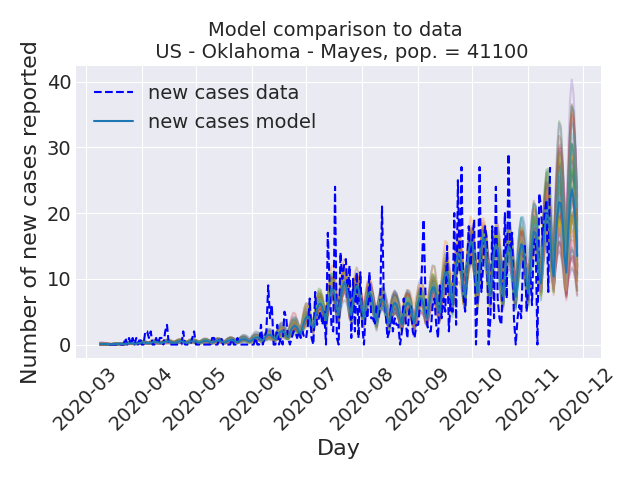 Model comparison to data
US - Oklahoma - Mayes, pop. = 41100
Number of new cases reported
40
30
20
10
0
new cases data
new cases model
2020-03
2020-04
2020-05
2020-06
2020-07
2020-08
2020-09
2020-10
2020-11
2020-12
Day